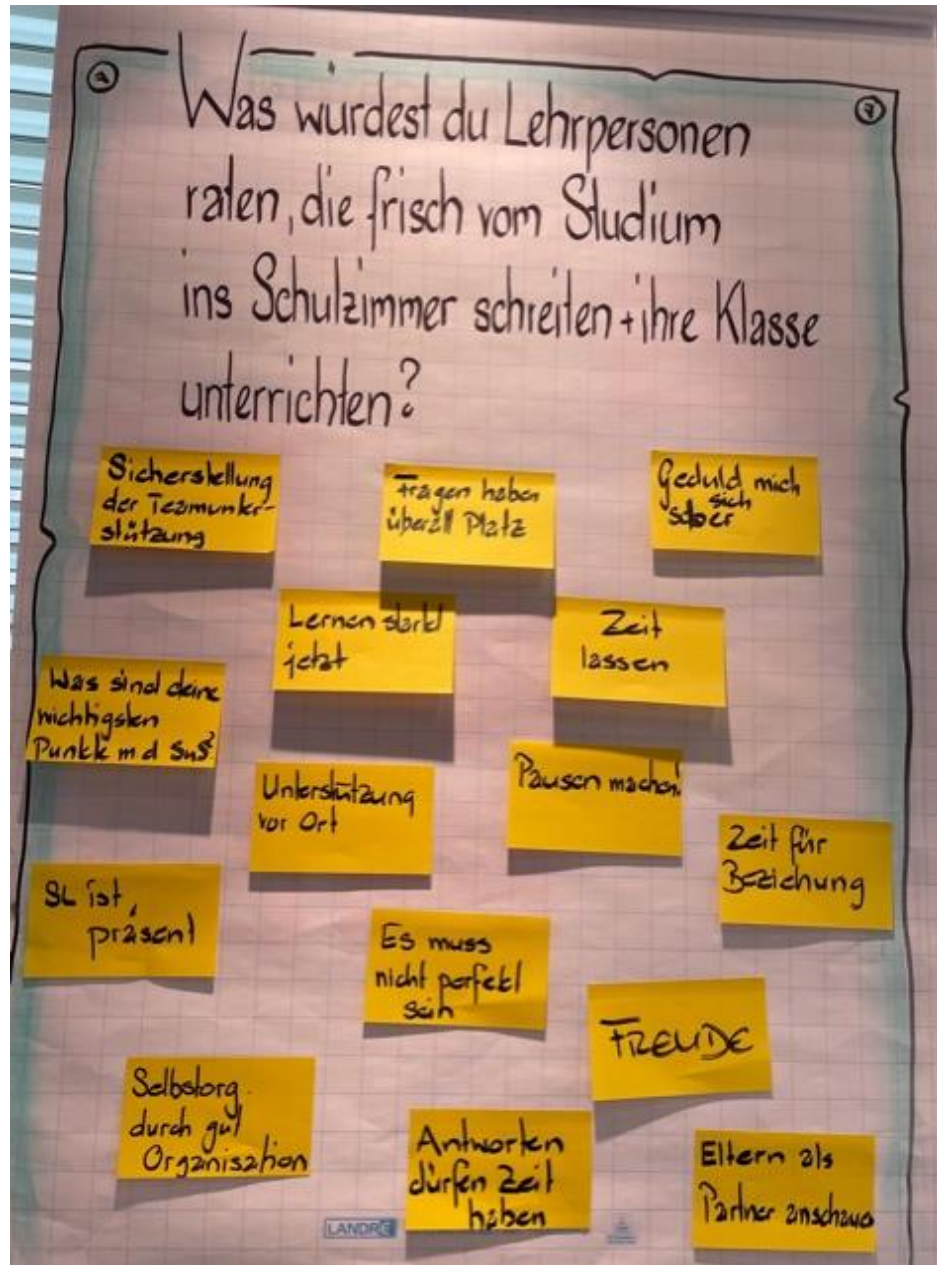 Was würdest du Lehrpersonen
raten, die frisch vom Studium
ins Schulzimmer schreiten + ihre Klasse
unterrichten?
Sicherstellung
der Teamunter-
stützung
Fragen haben
überall Platz
Geduld mich
sich
selber
Lernen startet
jetzt
Zeit
lassen
Was sind deine
wichtigsten
Punkte m d SuS?
Unterstützung
vor Ort
Pausen machen!
Zeit für
Beziehung
SL ist
präsent
Es muss
nicht perfekt
sein
FREUDE
Selbstorg.
durch gut
Organisation
Antworten
dürfen Zeit
haben
Eltern als
Partner anschauen
LANDRÉ